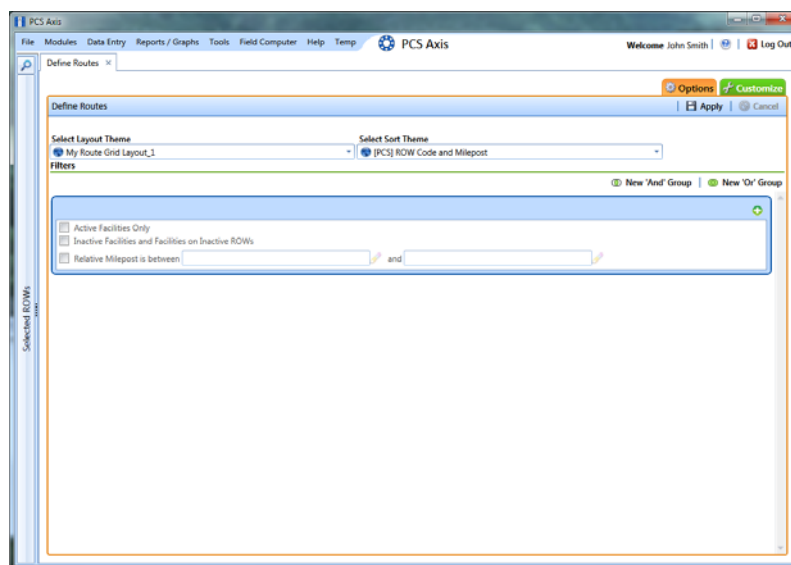 PCS Axis
File Modules Data Entry Reports / Graphs Tools Field Computer Help Temp PCS Axis Welcome John Smith | | Log Out
Define Routes ×
Options Customize
Define Routes | Apply | Cancel
Select Layout Theme Select Sort Theme
My Route Grid Layout_1 [PCS] ROW Code and Milepost
Filters
New 'And' Group | New 'Or' Group
Active Facilities Only
Inactive Facilities and Facilities on Inactive ROWs
Relative Milepost is between and
Selected ROWs